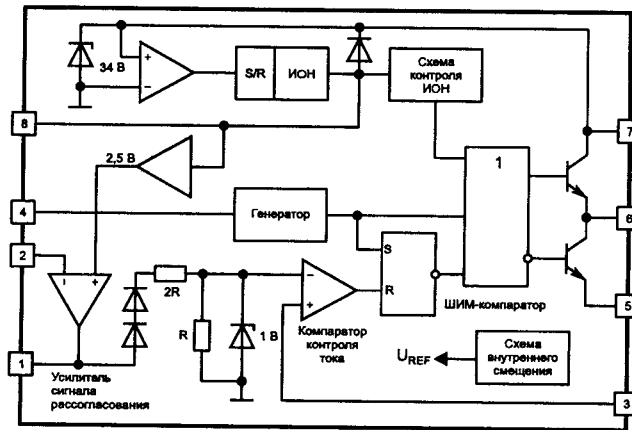 34 В
+
−
S/R
ИОН
Схема
контроля
ИОН
8
7
2,5 В
1
4
Генератор
6
2
−
+
S
R
2R
R
1 В
−
+
Компаратор
контроля
тока
ШИМ-компаратор
5
1
Усилитель
сигнала
рассогласования
UREF
Схема
внутреннего
смещения
3